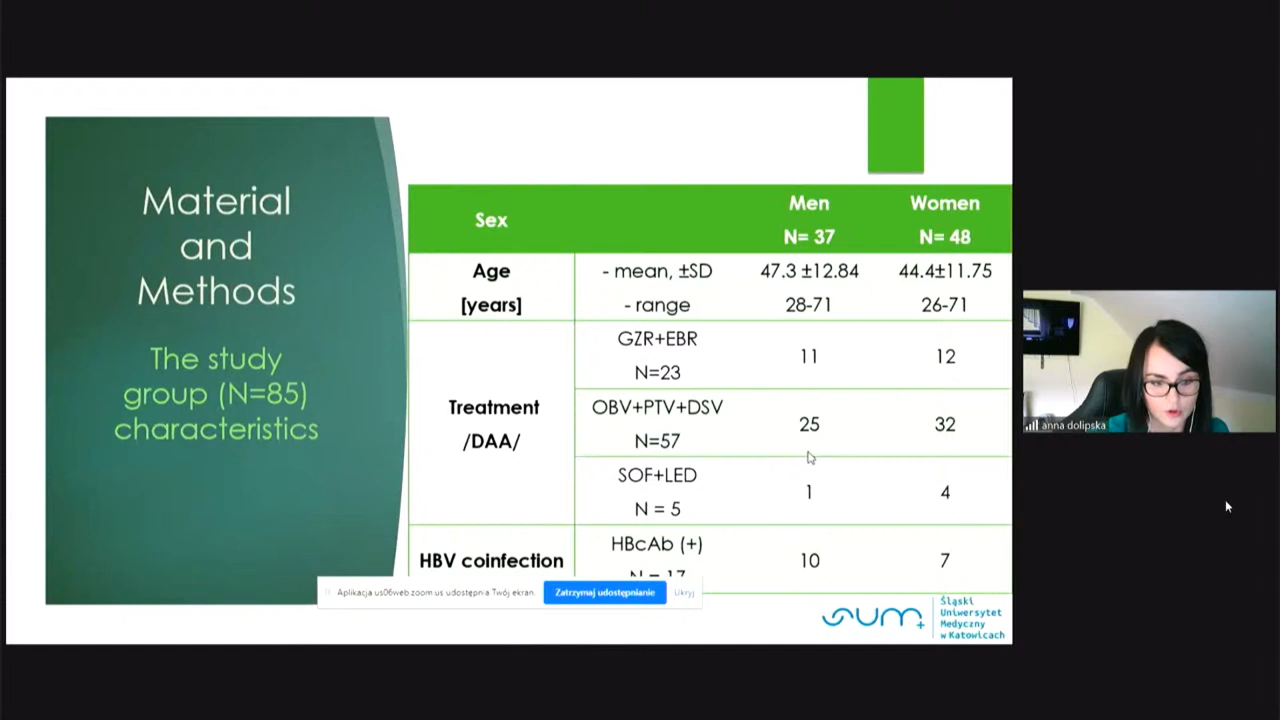 Material
and
Methods
The study
group (N=85)
characteristics
Sex
Men
N= 37
Women
N= 48
Age
[years]
- mean, ±SD
47.3 ±12.84
44.4±11.75
- range
28-71
26-71
Treatment
/DAA/
GZR+EBR
N=23
11
12
OBV+PTV+DSV
N=57
25
32
SOF+LED
N = 5
1
4
HBV coinfection
HBcAb (+)
N = 17
10
7
Aplikacja us06web.zoom.us udostępnia Twój ekran.
Zatrzymaj udostępnianie
Ukryj
sum
Śląski
Uniwersytet
Medyczny
w Katowicach
anna dolipska